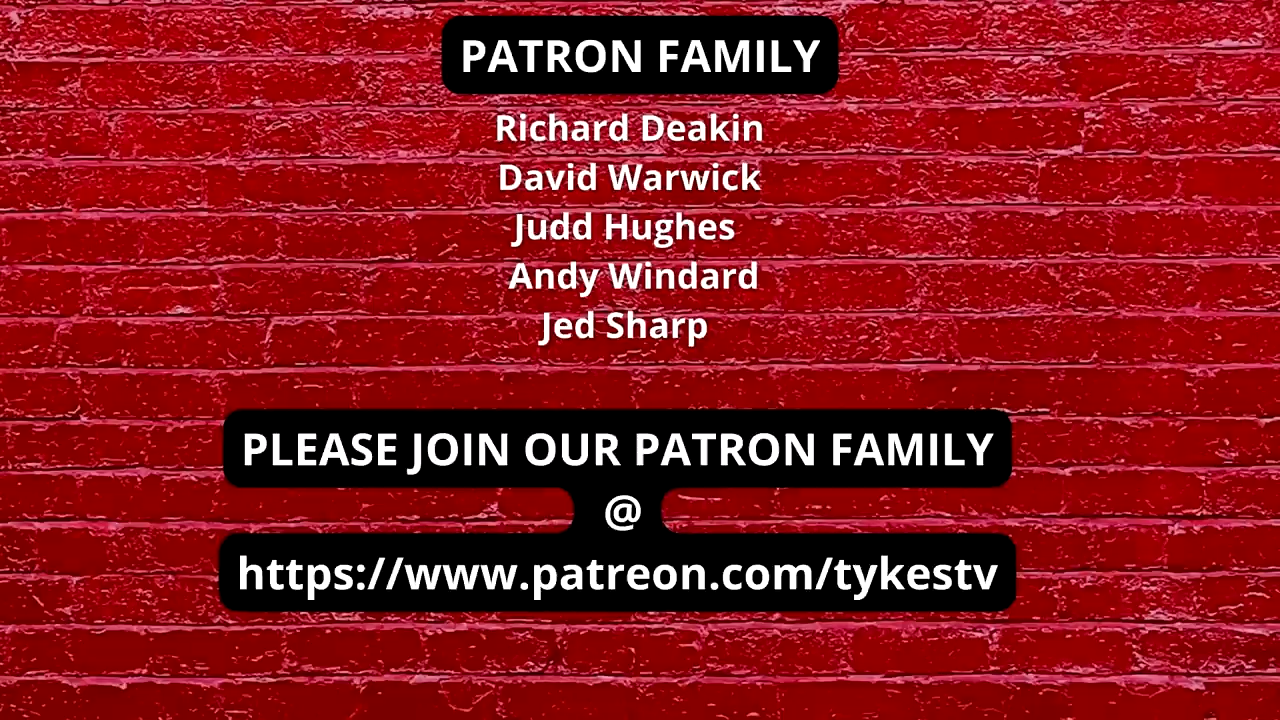 PATRON FAMILY
Richard Deakin
David Warwick
Judd Hughes
Andy Windard
Jed Sharp
PLEASE JOIN OUR PATRON FAMILY
@
https://www.patreon.com/tykestv